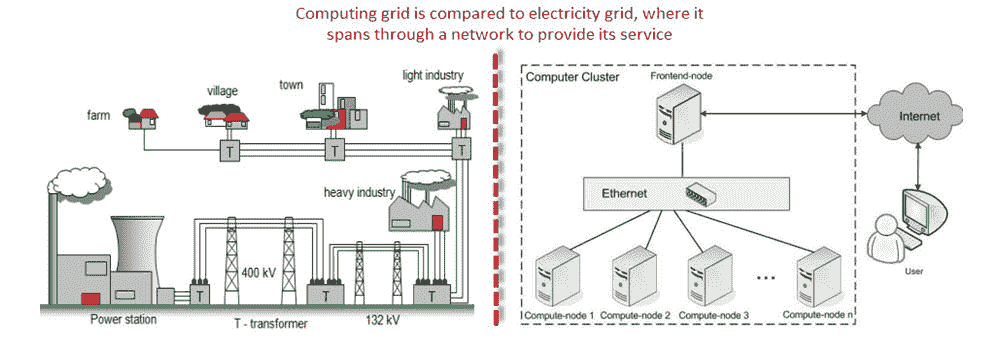 Computing grid is compared to electricity grid, where it
spans through a network to provide its service
light industry
town
village
farm
T
T
T
heavy industry
400 kV
T
T
T
Power station
T - transformer
132 kV
Computer Cluster
Frontend-node
Internet
Ethernet
User
...
Compute-node 1
Compute-node 2
Compute-node 3
Compute-node n